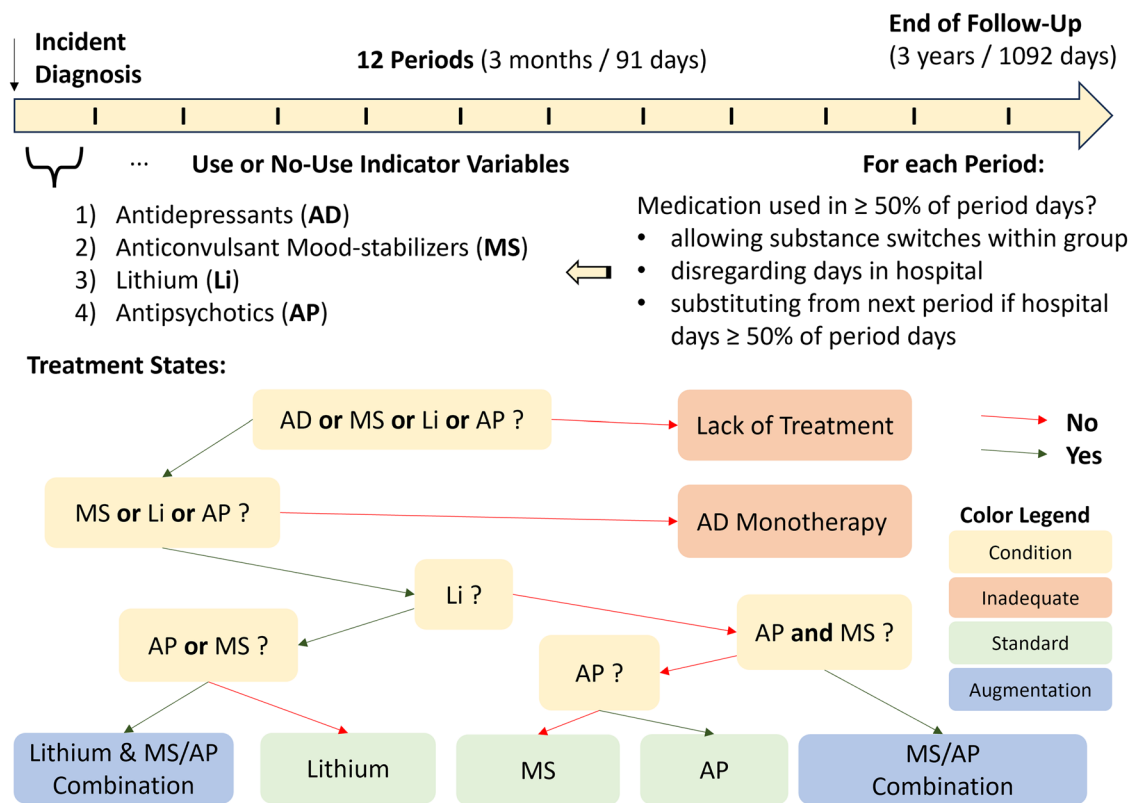 Incident
Diagnosis
12 Periods (3 months / 91 days)
End of Follow-Up
(3 years / 1092 days)
... Use or No-Use Indicator Variables
1) Antidepressants (AD)
2) Anticonvulsant Mood-stabilizers (MS)
3) Lithium (Li)
4) Antipsychotics (AP)
For each Period:
Medication used in ≥ 50% of period days?
• allowing substance switches within group
• disregarding days in hospital
• substituting from next period if hospital
days ≥ 50% of period days
Treatment States:
AD or MS or Li or AP ?
Lack of Treatment
No
Yes
MS or Li or AP ?
AD Monotherapy
Color Legend
Condition
Inadequate
Standard
Augmentation
Li ?
AP or MS ?
AP and MS ?
AP ?
Lithium & MS/AP
Combination
Lithium
MS
AP
MS/AP
Combination